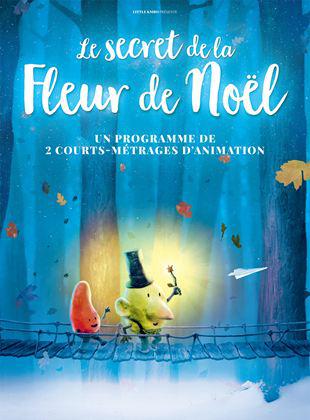 LITTLE KMBO PRÉSENTE
Le secret de la
Fleur de Noël
UN PROGRAMME DE
2 COURTS-MÉTRAGES D'ANIMATION